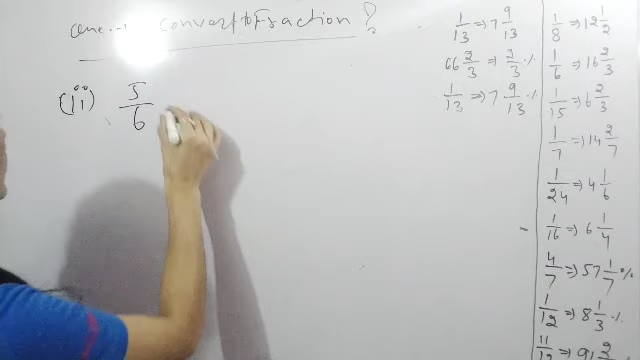 Convert to Fraction ?
(ii) 5/6
1/13 ⇒ 7 9/13
66 2/3 ⇒ 2/3 %
1/13 ⇒ 7 9/13 %
1/8 ⇒ 12 1/2
1/6 ⇒ 16 2/3
1/15 ⇒ 6 2/3
1/7 ⇒ 14 2/7
1/24 ⇒ 4 1/6
1/16 ⇒ 6 1/4
4/7 ⇒ 57 1/7 %
1/12 ⇒ 8 1/3 %
11/12 ⇒ 91 2